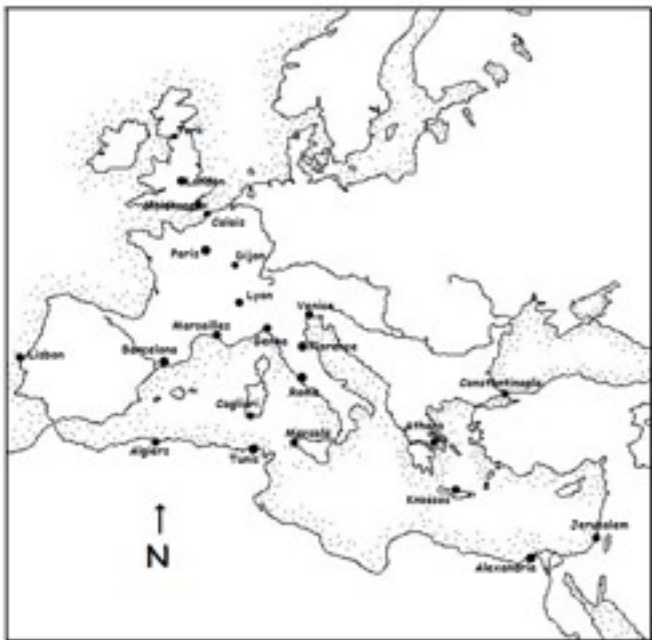 London
Calais
Paris
Dijon
Lyon
Venice
Marseilles
Genoa
Florence
Lisbon
Barcelona
Roma
Constantinople
Cagliari
Athens
Marsala
Algiers
Tunis
Knossos
Jerusalem
Alexandria
N